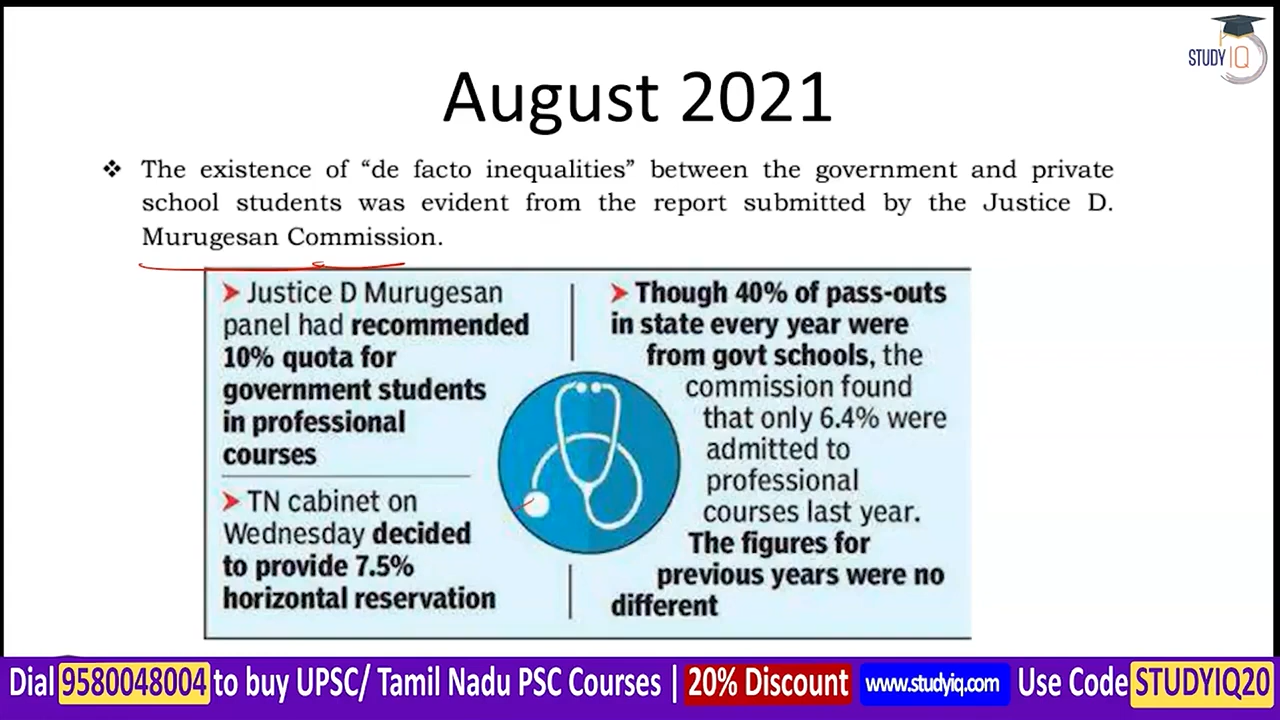 STUDY IQ
August 2021
❖ The existence of “de facto inequalities” between the government and private
school students was evident from the report submitted by the Justice D.
Murugesan Commission.
➤ Justice D Murugesan
panel had recommended
10% quota for
government students
in professional
courses
➤ TN cabinet on
Wednesday decided
to provide 7.5%
horizontal reservation
➤ Though 40% of pass-outs
in state every year were
from govt schools, the
commission found
that only 6.4% were
admitted to
professional
courses last year.
The figures for
previous years were no
different
Dial 9580048004 to buy UPSC/ Tamil Nadu PSC Courses | 20% Discount www.studyiq.com Use Code STUDYIQ20